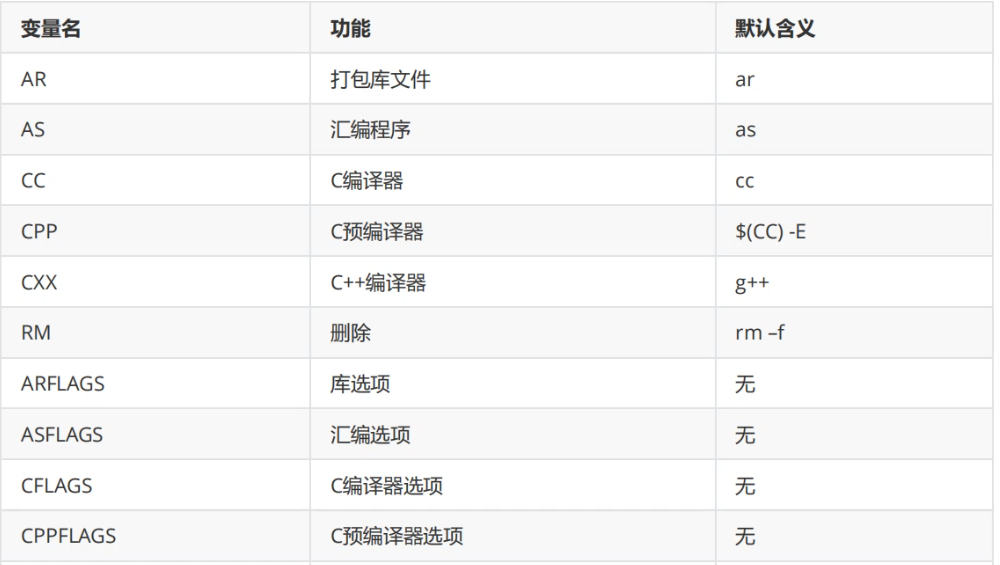 变量名 功能 默认含义
AR 打包库文件 ar
AS 汇编程序 as
CC C编译器 cc
CPP C预编译器 $(CC) -E
CXX C++编译器 g++
RM 删除 rm –f
ARFLAGS 库选项 无
ASFLAGS 汇编选项 无
CFLAGS C编译器选项 无
CPPFLAGS C预编译器选项 无